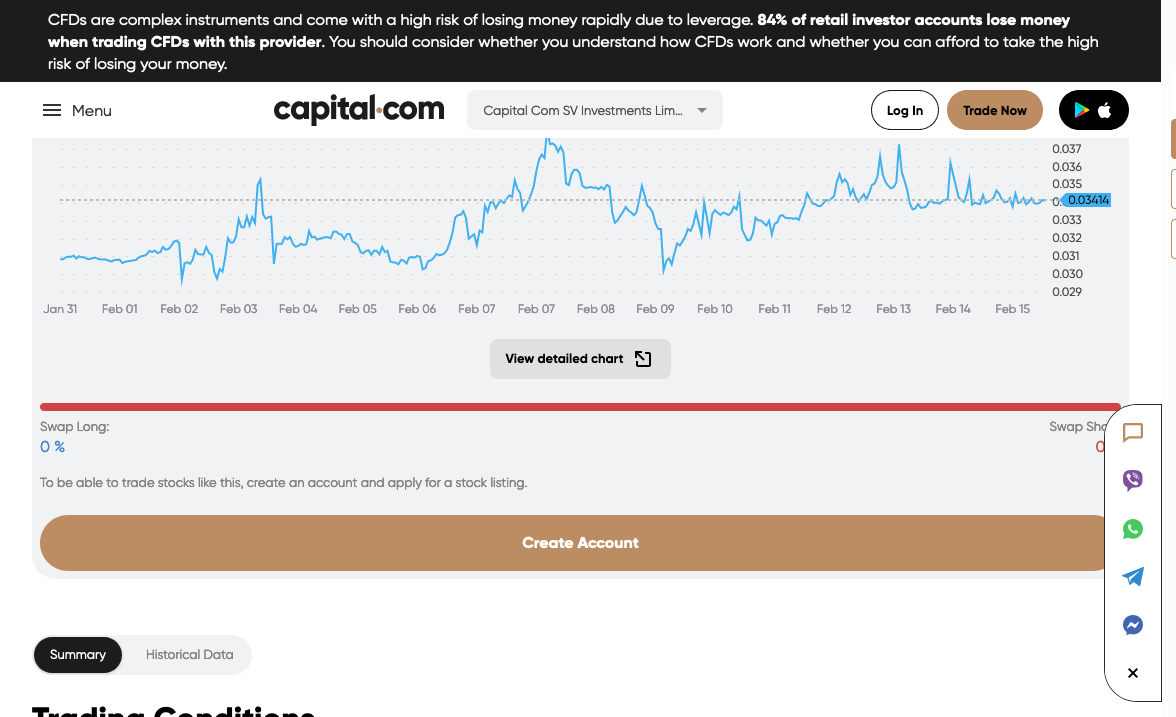 CFDs are complex instruments and come with a high risk of losing money rapidly due to leverage. 84% of retail investor accounts lose money
when trading CFDs with this provider. You should consider whether you understand how CFDs work and whether you can afford to take the high
risk of losing your money.
Menu
capital.com
Capital Com SV Investments Lim...
Log In
Trade Now
0.037
0.036
0.035
0.03414
0.033
0.032
0.031
0.030
0.029
Jan 31 Feb 01 Feb 02 Feb 03 Feb 04 Feb 05 Feb 06 Feb 07 Feb 07 Feb 08 Feb 09 Feb 10 Feb 11 Feb 12 Feb 13 Feb 14 Feb 15
View detailed chart
Swap Long:
0 %
Swap Sho
0
To be able to trade stocks like this, create an account and apply for a stock listing.
Create Account
Summary
Historical Data
Trading Conditions